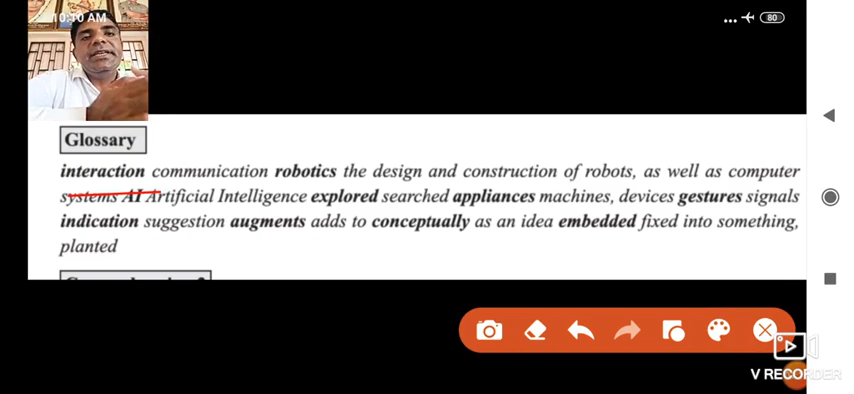 10:10 AM
80
Glossary
interaction communication robotics the design and construction of robots, as well as computer
systems AI Artificial Intelligence explored searched appliances machines, devices gestures signals
indication suggestion augments adds to conceptually as an idea embedded fixed into something,
planted
V RECORDER